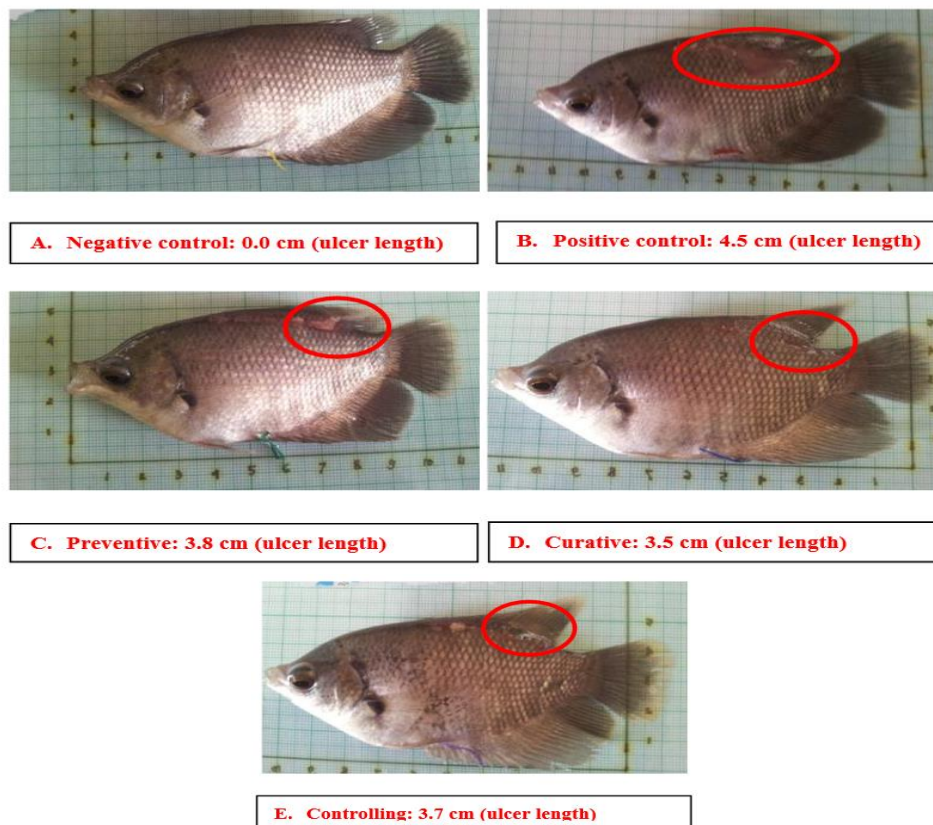 A. Negative control: 0.0 cm (ulcer length)
B. Positive control: 4.5 cm (ulcer length)
C. Preventive: 3.8 cm (ulcer length)
D. Curative: 3.5 cm (ulcer length)
E. Controlling: 3.7 cm (ulcer length)